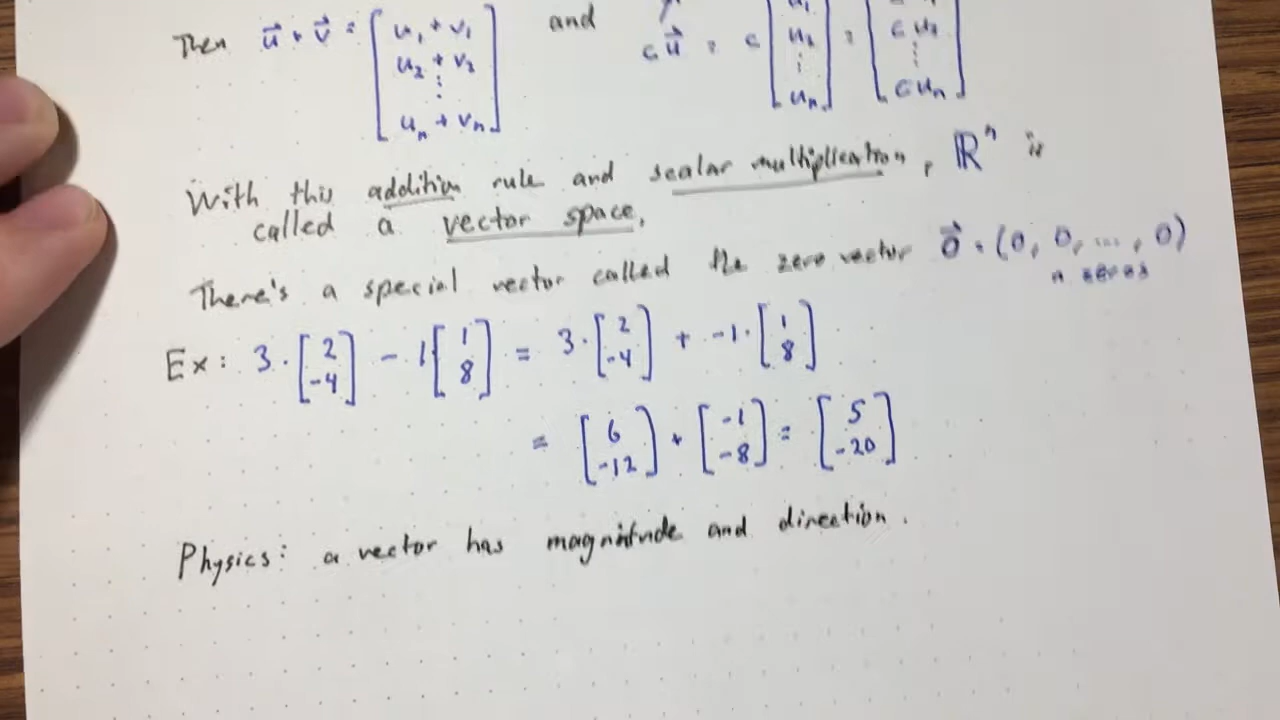 Then u⃗ + v⃗ = [u₁ + v₁ u₂ + v₂ ⋮ uₙ + vₙ] and c u⃗ = c [u₁ u₂ ⋮ uₙ] = [c u₂ ⋮ c uₙ]
With this addition rule and scalar multiplication, ℝⁿ is
called a vector space.
There's a special vector called the zero vector 0⃗ = (0, 0, ..., 0)
n zeros
Ex: 3 · [2 -4] - 1 [1 8] = 3 · [2 -4] + -1 · [1 8]
= [6 -12] + [-1 -8] = [5 -20]
Physics: a vector has magnitude and direction.